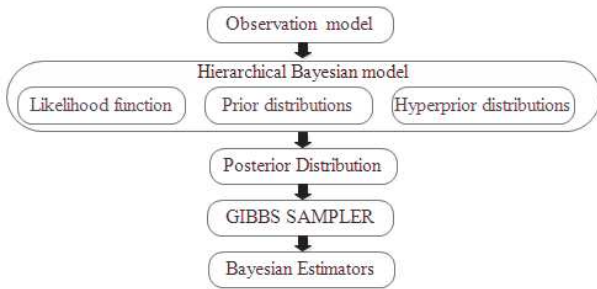 Observation model
Hierarchical Bayesian model
Likelihood function
Prior distributions
Hyperprior distributions
Posterior Distribution
GIBBS SAMPLER
Bayesian Estimators